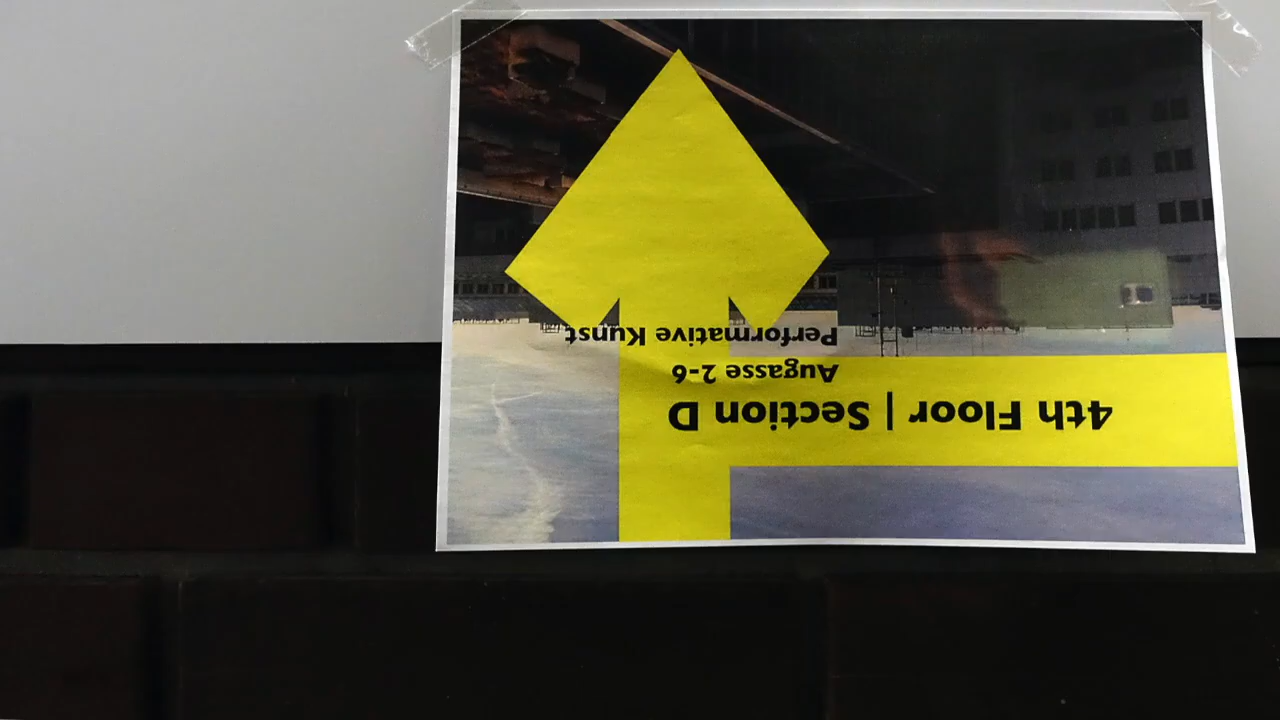 4th Floor | Section D
Augasse 2-6
Performative Kunst